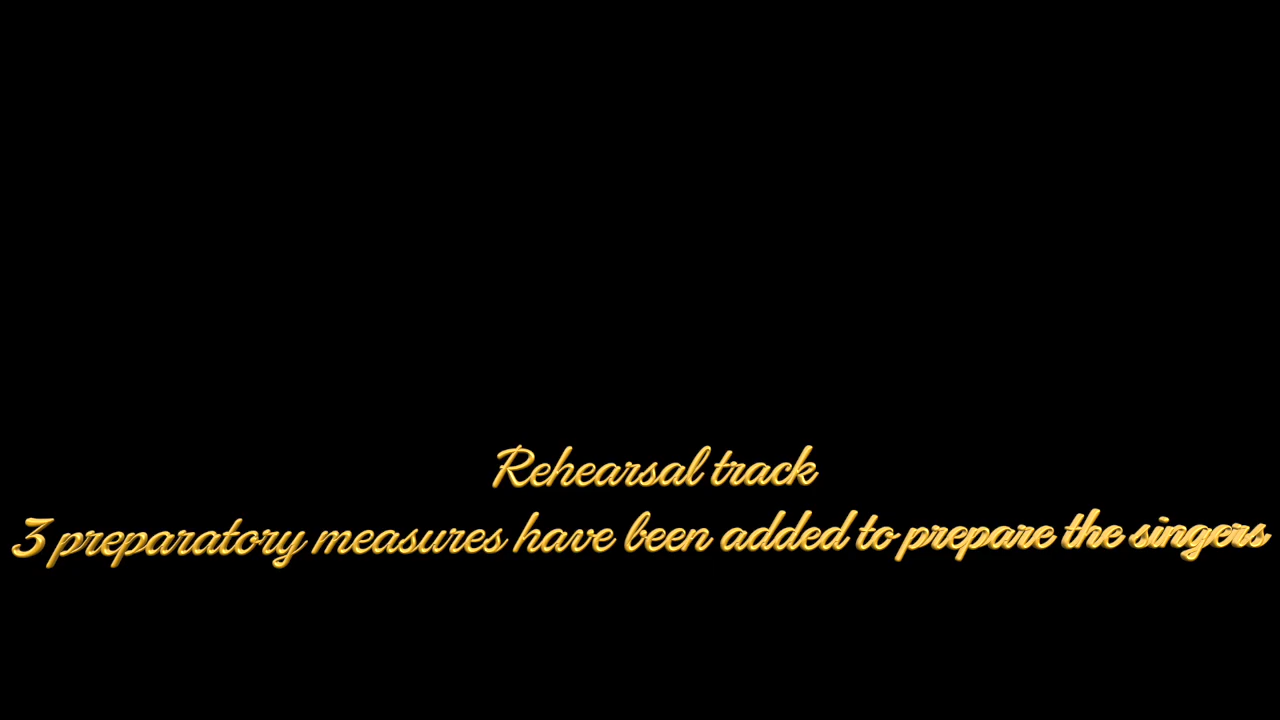 Rehearsal track
3 preparatory measures have been added to prepare the singers